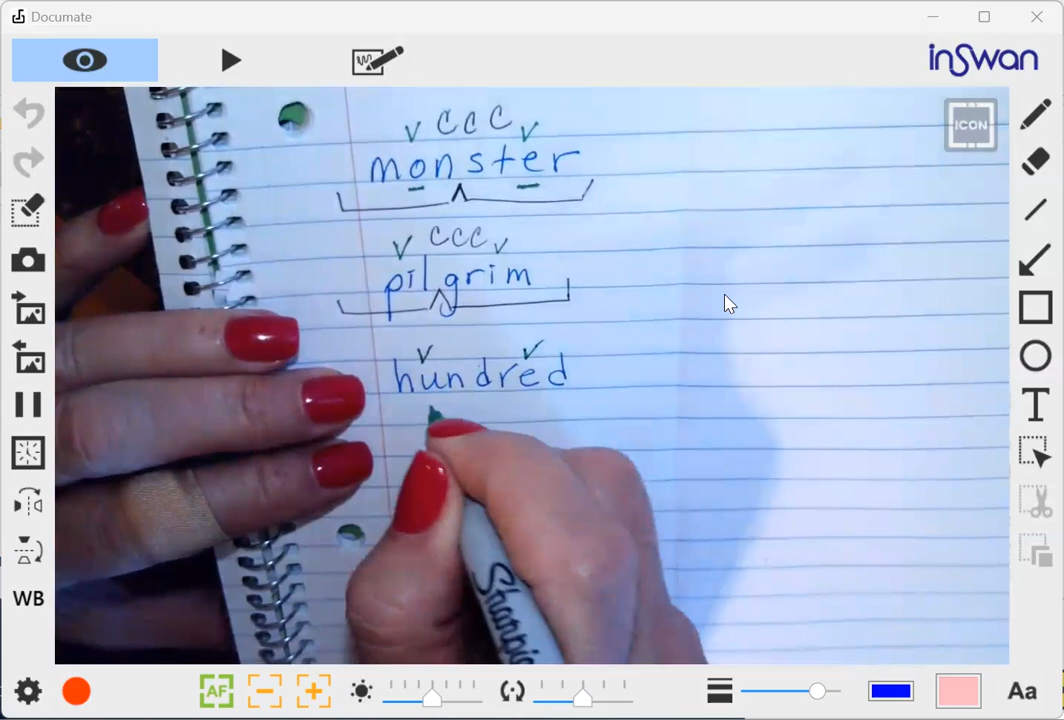 Documate
inSwan
ICON
v c c c v
monster
v c c c v
pilgrim
v v
hundred
Sharpie
WB
AF
T
Aa